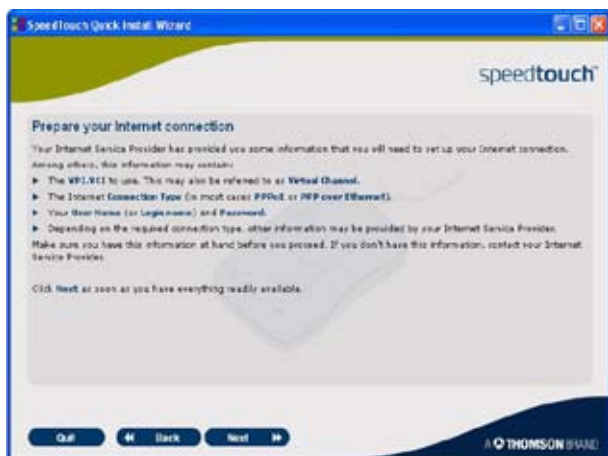 SpeedTouch Quick Install Wizard
speedtouch™
Prepare your Internet connection
Your Internet Service Provider has provided you some information that you will need to set up your Internet connection.
Among others, this information may contain:
► The VPI.VCI to use. This may also be referred to as Virtual Channel.
► The Internet Connection Type (in most cases PPPoE or PPP over Ethernet).
► Your User Name (or Login name) and Password.
► Depending on the required connection type, other information may be provided by your Internet Service Provider.
Make sure you have this information at hand before you proceed. If you don't have this information, contact your Internet
Service Provider.
Click Next as soon as you have everything readily available.
Quit Back Next
A THOMSON BRAND